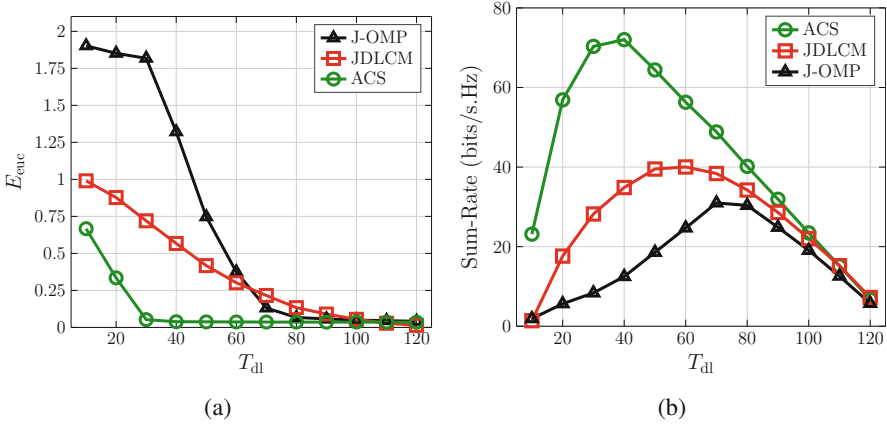 2
1.75
1.5
1.25
1
0.75
0.5
0.25
0
E_euc
J-OMP
JDLCM
ACS
20 40 60 80 100 120
T_dl
(a)
80
60
40
20
0
Sum-Rate (bits/s.Hz)
ACS
JDLCM
J-OMP
20 40 60 80 100 120
T_dl
(b)